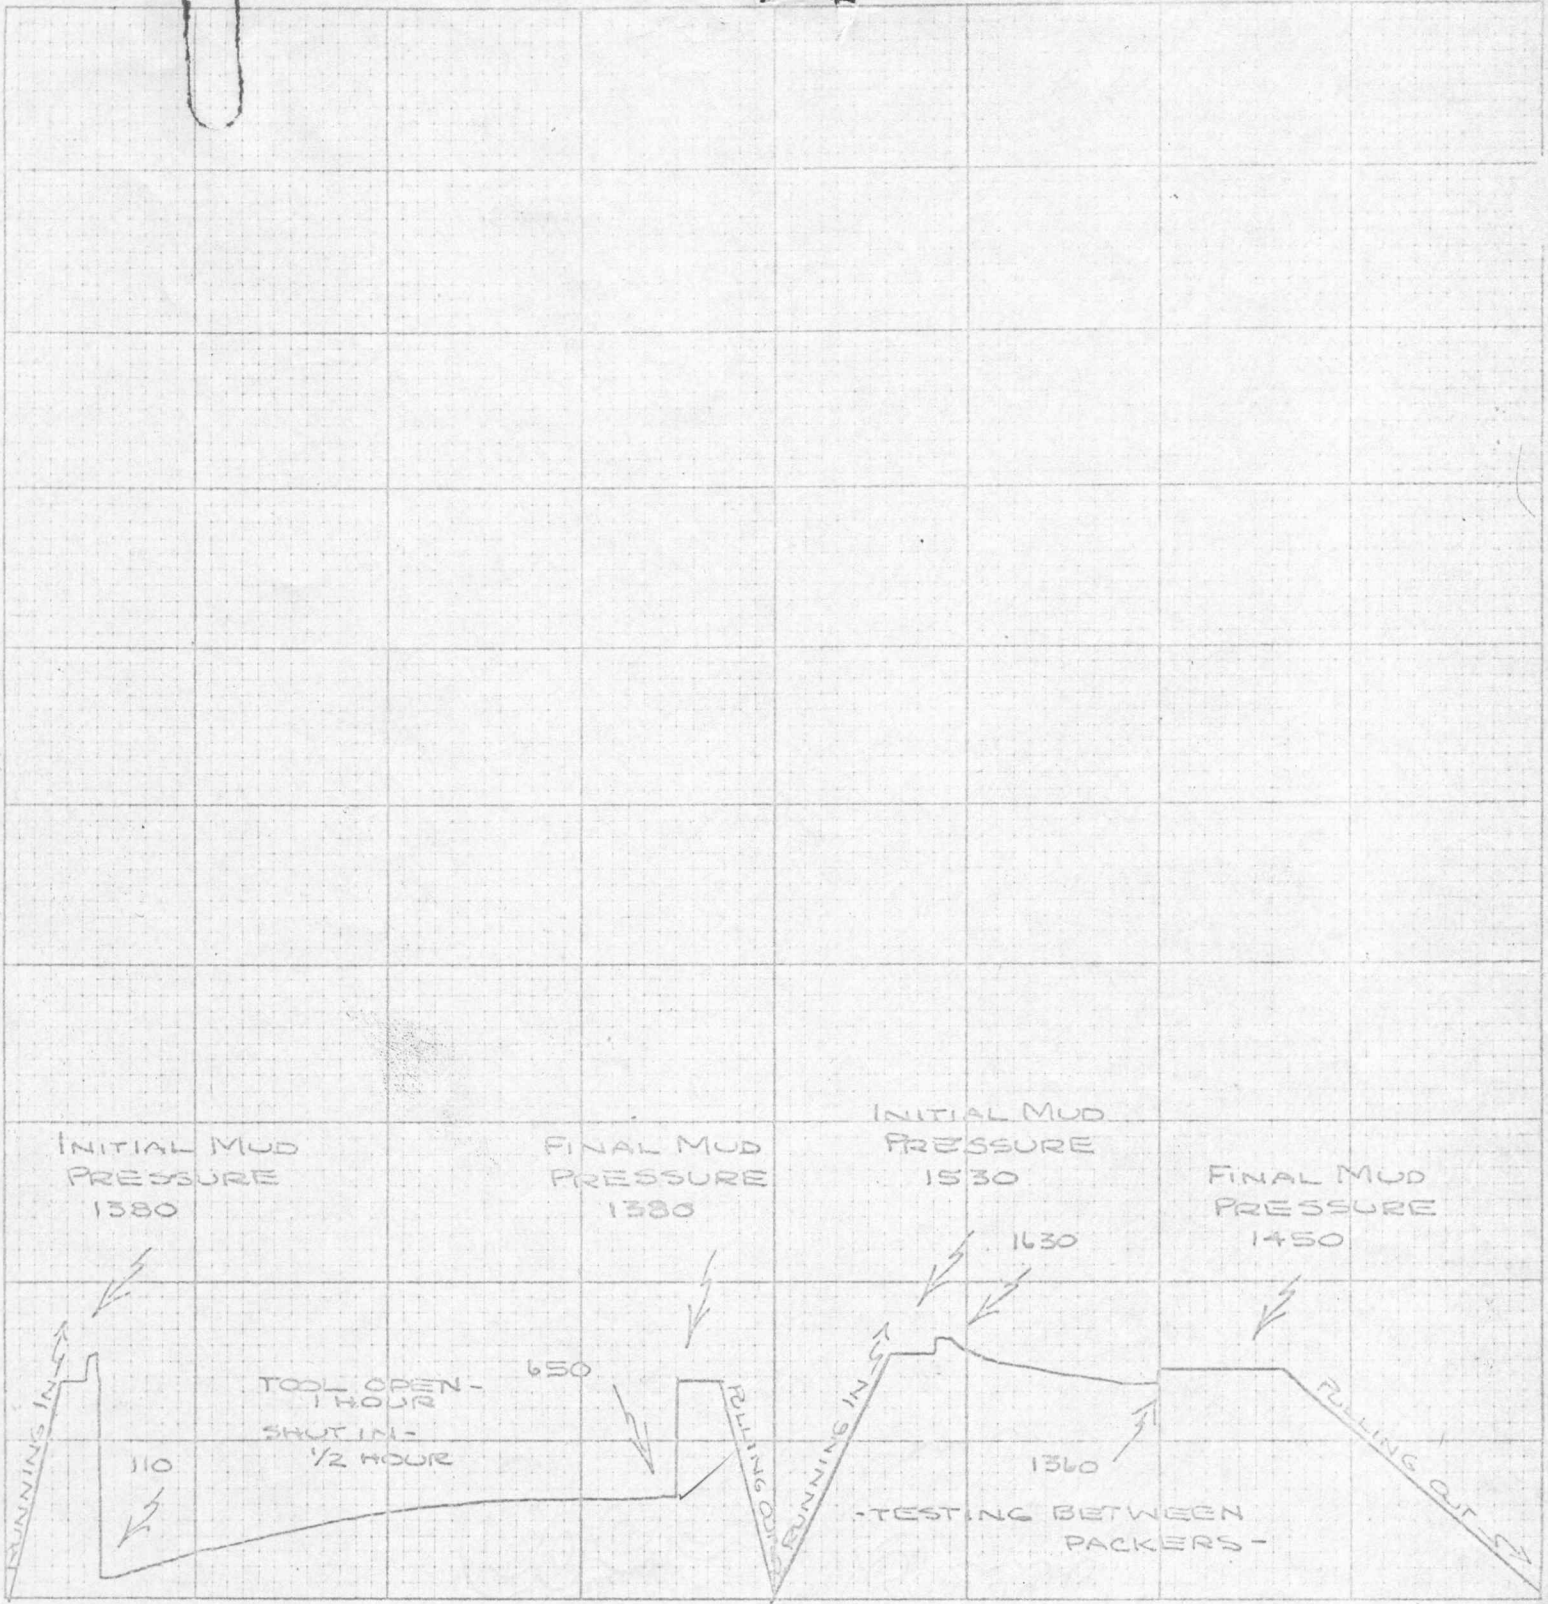 INITIAL MUD
PRESSURE
1380
FINAL MUD
PRESSURE
1380
INITIAL MUD
PRESSURE
1530
1630
FINAL MUD
PRESSURE
1450
RUNNING IN
110
TOOL OPEN-
1 HOUR
SHUT IN-
1/2 HOUR
650
PULLING OUT
RUNNING IN
1360
-TESTING BETWEEN
PACKERS-
PULLING OUT